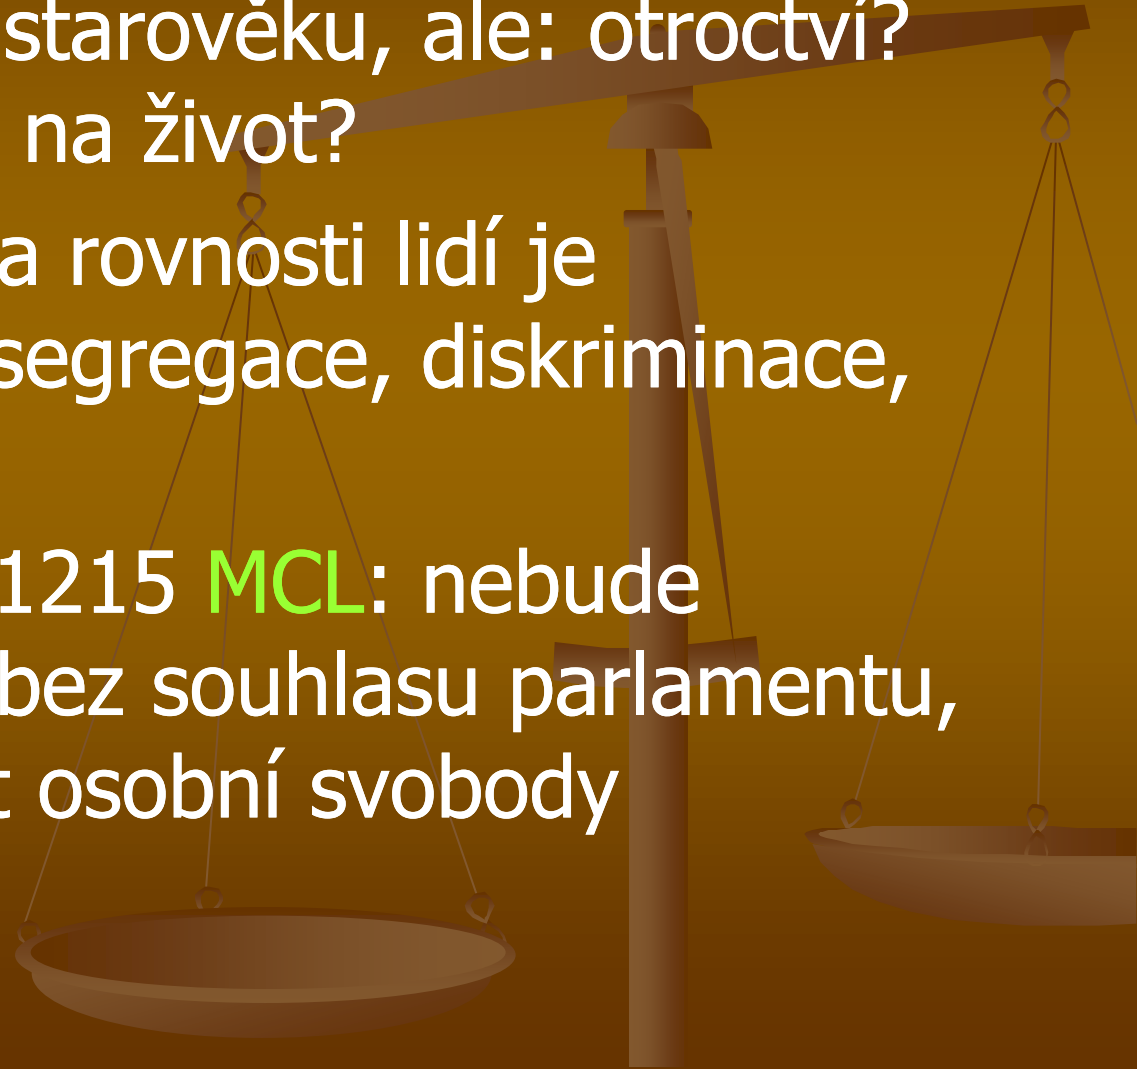 starověku, ale: otroctví?
na život?
a rovnosti lidí je
segregace, diskriminace,
1215 MCL: nebude
bez souhlasu parlamentu,
t osobní svobody